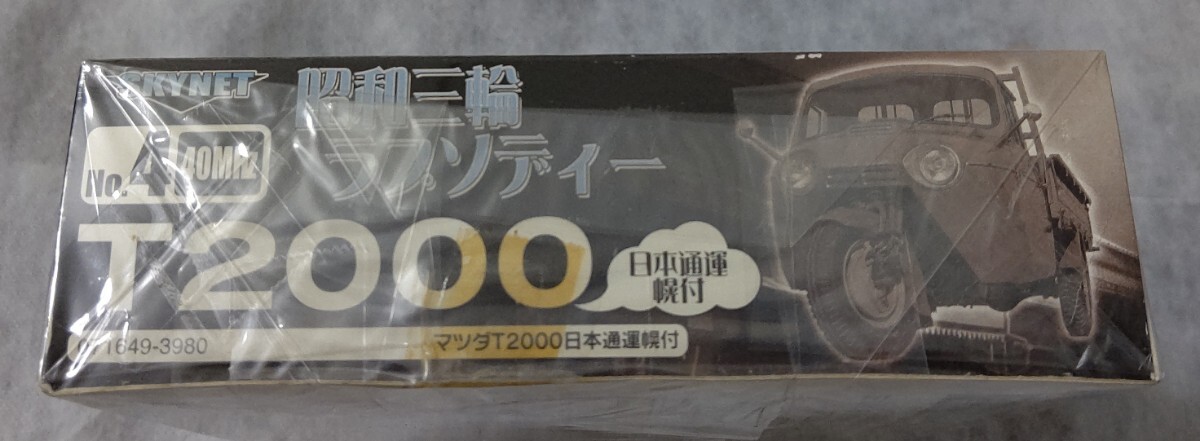 SKYNET
昭和三輪
ラプソディー
No.4
40MHz
T2000
日本通運
幌付
1649-3980
マツダT2000日本通運幌付